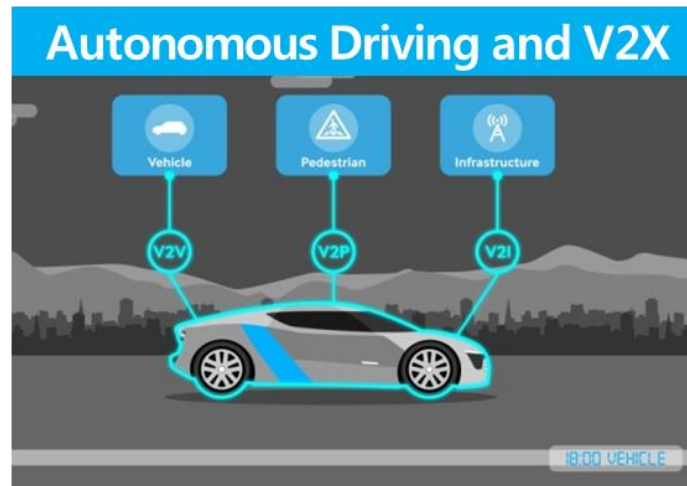 Autonomous Driving and V2X
Vehicle
Pedestrian
Infrastructure
V2V
V2P
V2I
18:00 VEHICLE